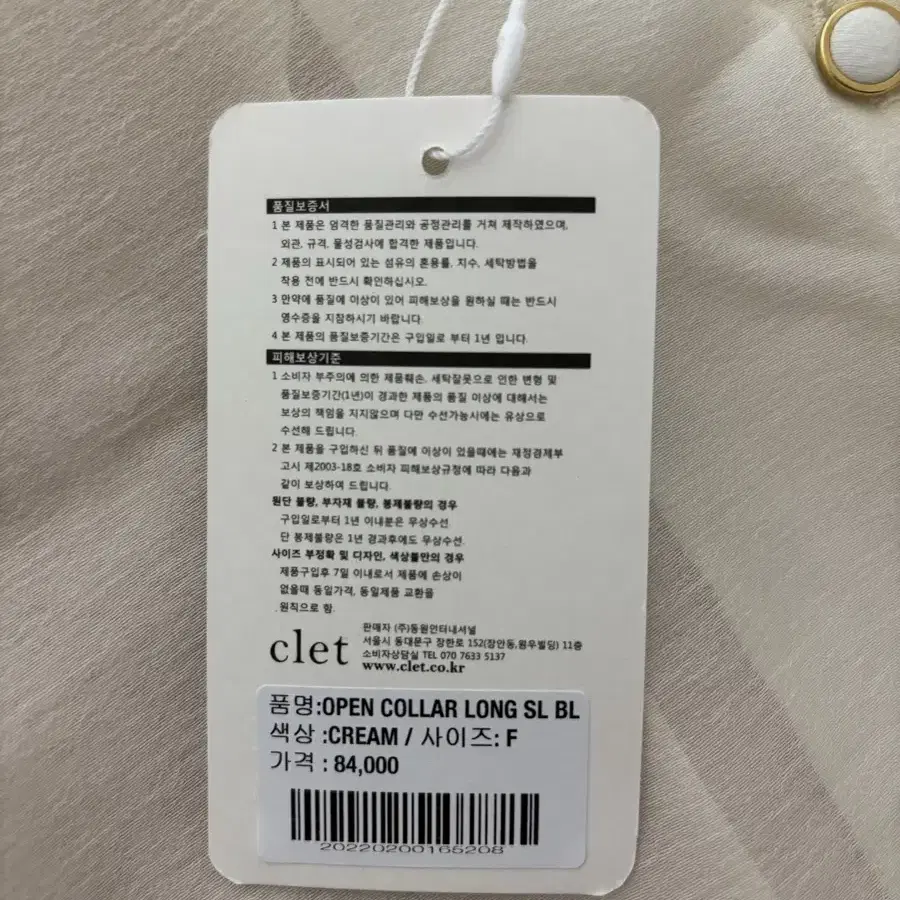 품질보증서
1 본 제품은 엄격한 품질관리와 공정관리를 거쳐 제작하였으며,
외관, 규격, 물성검사에 합격한 제품입니다.
2 제품의 표시되어 있는 섬유의 혼용률, 치수, 세탁방법을
착용 전에 반드시 확인하십시오.
3 만약에 품질에 이상이 있어 피해보상을 원하실 때는 반드시
영수증을 지참하시기 바랍니다
4 본 제품의 품질보증기간은 구입일로 부터 1년 입니다.
피해보상기준
1 소비자 부주의에 의한 제품훼손, 세탁잘못으로 인한 변형 및
품질보증기간(1년)이 경과한 제품의 품질 이상에 대해서는
보상의 책임을 지지않으며 다만 수선가능시에는 유상으로
수선해 드립니다.
2 본 제품을 구입하신 뒤 품질에 이상이 있을때에는 재정경제부
고시 제2003-18호 소비자 피해보상규정에 따라 다음과
같이 보상하여 드립니다.
원단 불량, 부자재 불량, 봉제불량의 경우
구입일로부터 1년 이내분은 무상수선
단 봉제불량은 1년 경과후에도 무상수선.
사이즈 부정확 및 디자인, 색상불만의 경우
제품구입후 7일 이내로서 제품에 손상이
없을때 동일가격, 동일제품 교환을
원칙으로 함.
clet
판매자 (주)동원인터내셔널
서울시 동대문구 장한로 152(장안동,원우빌딩) 11층
소비자상담실 TEL 070 7633 5137
www.clet.co.kr
품명:OPEN COLLAR LONG SL BL
색상 :CREAM / 사이즈: F
가격 : 84,000
20220200165208